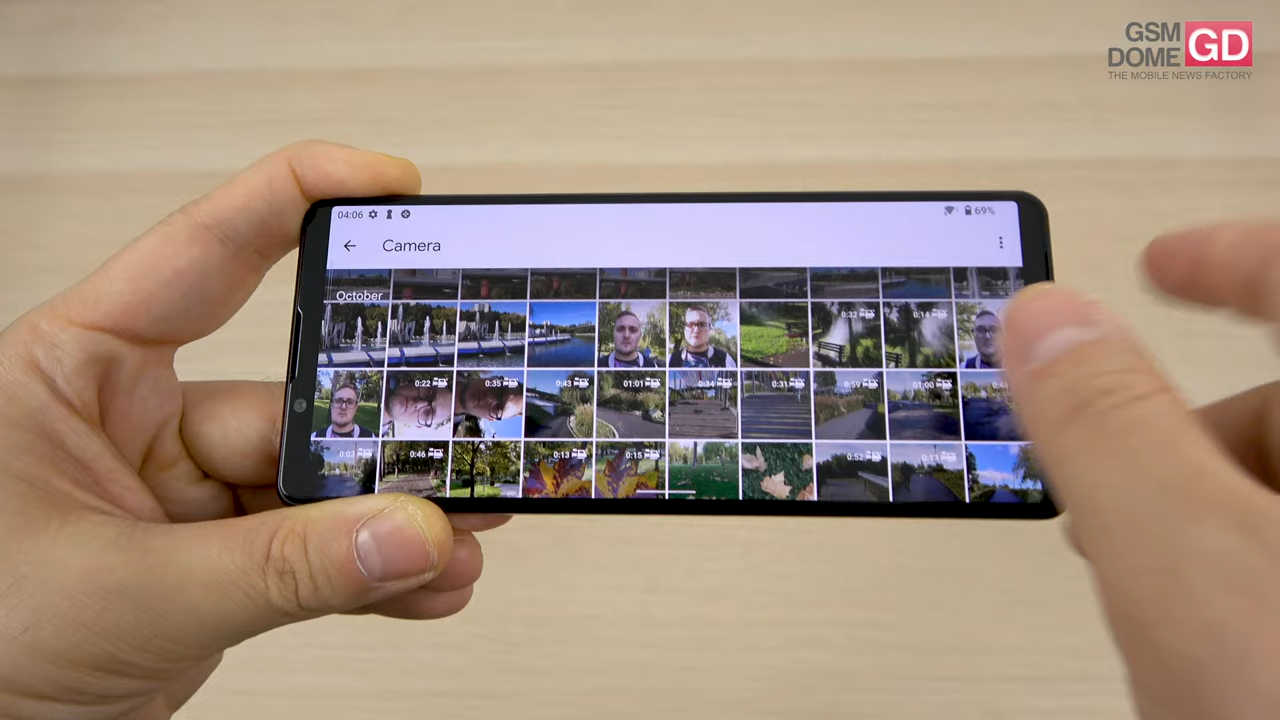 GSM
DOME GD
THE MOBILE NEWS FACTORY
04:06 69%
Camera
October
0:32 0:14
0:22 0:35 0:43 01:01 0:34 0:31 0:59 01:00
0:03 0:46 0:13 0:15 0:52 0:13